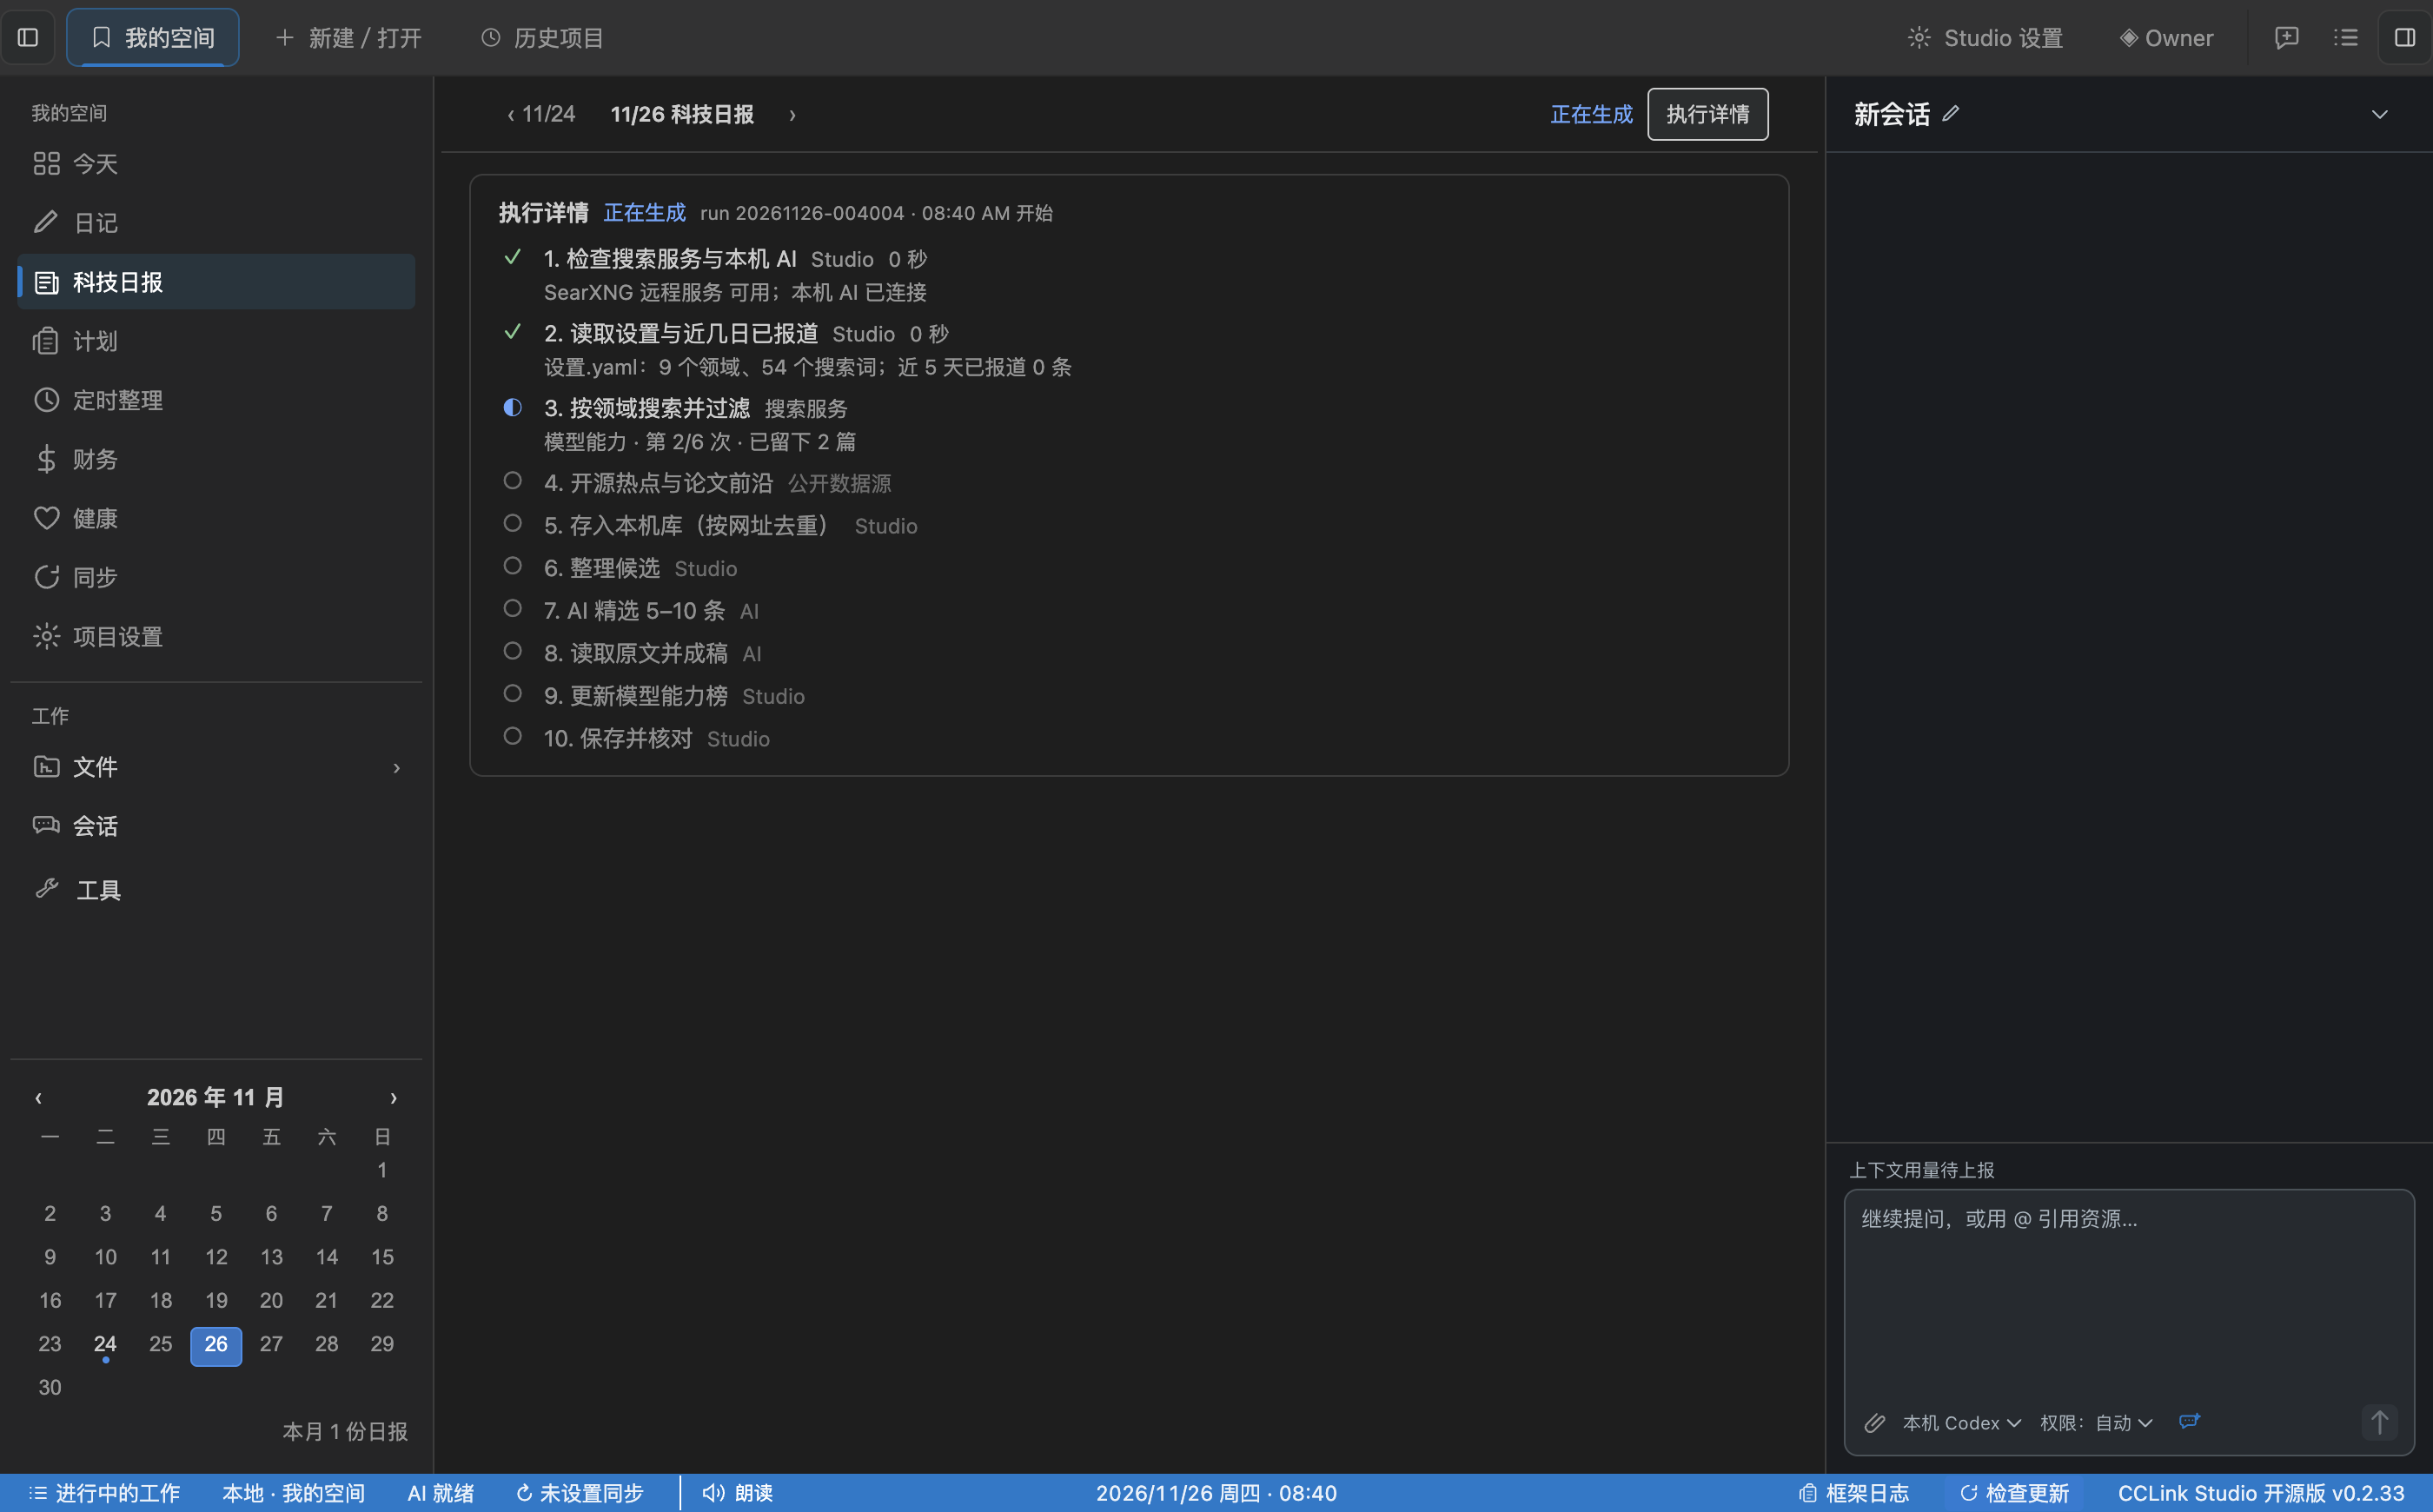 我的空间
新建 / 打开
历史项目
Studio 设置
Owner
我的空间
今天
日记
科技日报
计划
定时整理
财务
健康
同步
项目设置
工作
文件
会话
工具
2026 年 11 月
一 二 三 四 五 六 日
1
2 3 4 5 6 7 8
9 10 11 12 13 14 15
16 17 18 19 20 21 22
23 24 25 26 27 28 29
30
本月 1 份日报
‹ 11/24 11/26 科技日报 ›
正在生成 执行详情
执行详情 正在生成 run 20261126-004004 · 08:40 AM 开始
1. 检查搜索服务与本机 AI Studio 0 秒
SearXNG 远程服务 可用；本机 AI 已连接
2. 读取设置与近几日已报道 Studio 0 秒
设置.yaml：9 个领域、54 个搜索词；近 5 天已报道 0 条
3. 按领域搜索并过滤 搜索服务
模型能力 · 第 2/6 次 · 已留下 2 篇
4. 开源热点与论文前沿 公开数据源
5. 存入本机库（按网址去重） Studio
6. 整理候选 Studio
7. AI 精选 5–10 条 AI
8. 读取原文并成稿 AI
9. 更新模型能力榜 Studio
10. 保存并核对 Studio
新会话
上下文用量待上报
继续提问，或用 @ 引用资源...
本机 Codex 权限：自动
进行中的工作 本地 · 我的空间 AI 就绪 未设置同步 朗读 2026/11/26 周四 · 08:40 框架日志 检查更新 CCLink Studio 开源版 v0.2.33